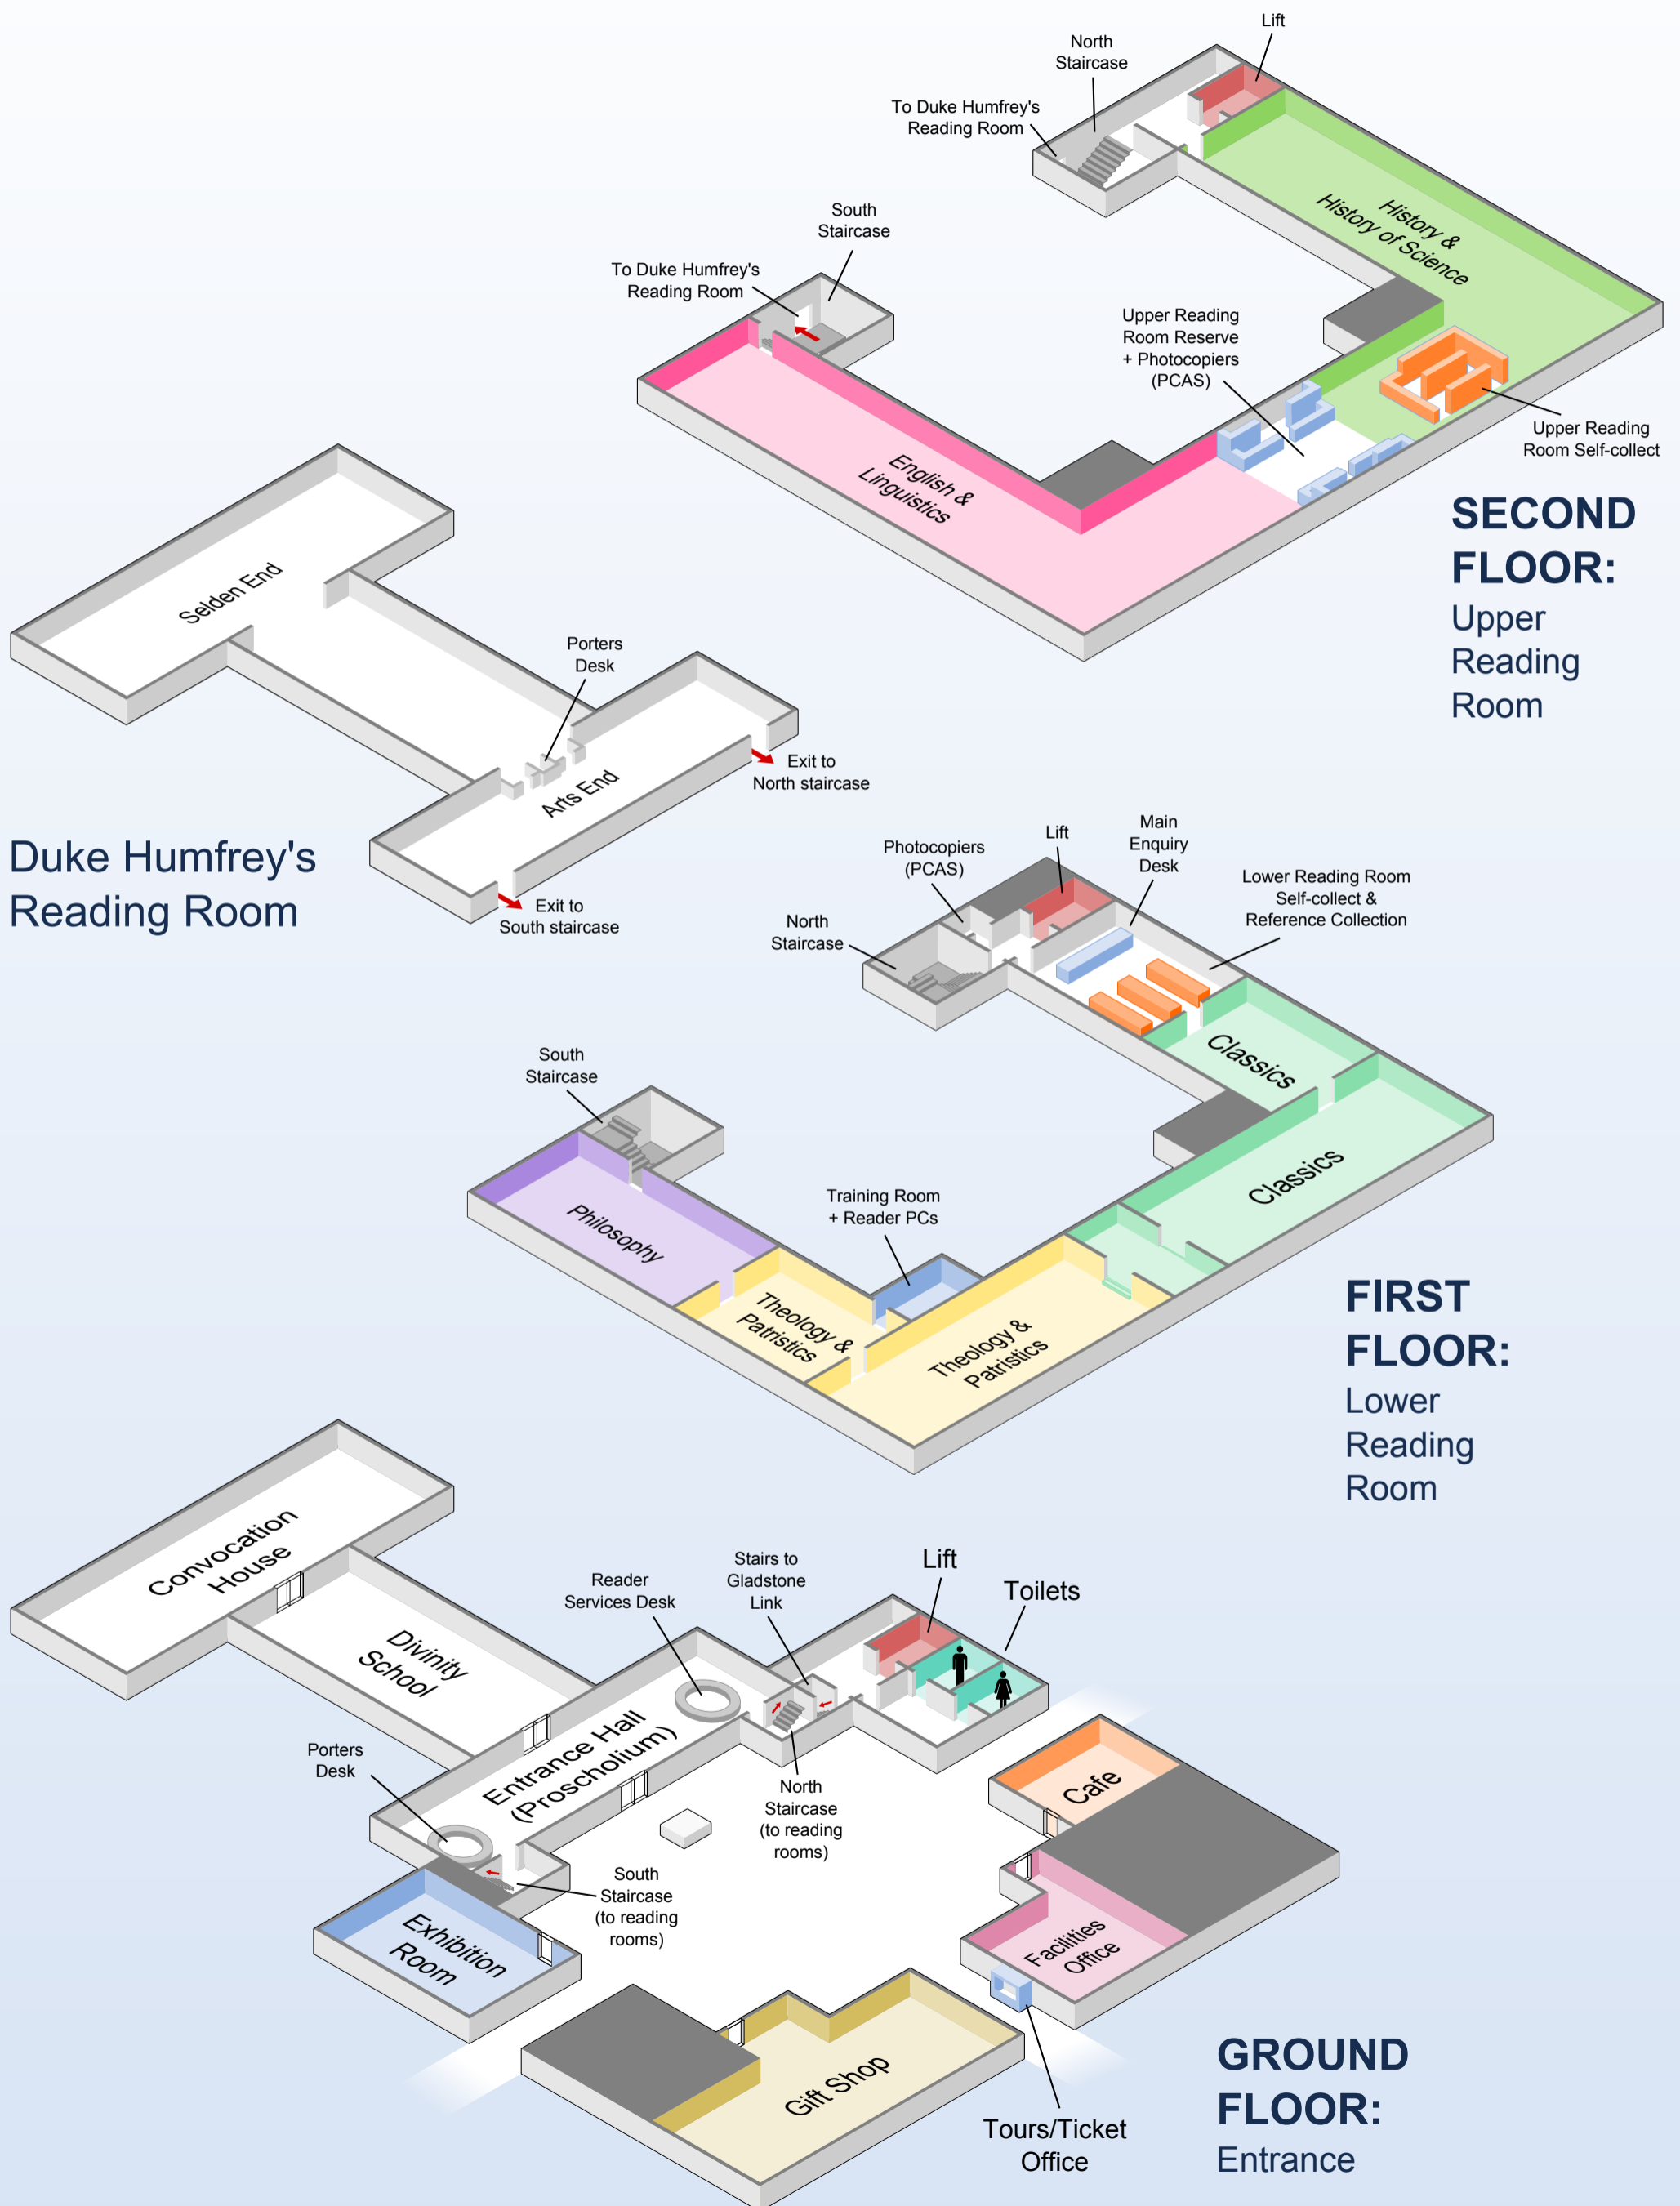 Lift
North
Staircase
To Duke Humfrey's
Reading Room
South
Staircase
To Duke Humfrey's
Reading Room
History &
History of Science
Upper Reading
Room Reserve
+ Photocopiers
(PCAS)
Upper Reading
Room Self-collect
English &
Linguistics
SECOND
FLOOR:
Upper
Reading
Room
Selden End
Porters
Desk
Arts End
Exit to
North staircase
Exit to
South staircase
Duke Humfrey's
Reading Room
Photocopiers
(PCAS)
Lift
Main
Enquiry
Desk
Lower Reading Room
Self-collect &
Reference Collection
North
Staircase
Classics
South
Staircase
Classics
Philosophy
Training Room
+ Reader PCs
Theology &
Patristics
Theology &
Patristics
FIRST
FLOOR:
Lower
Reading
Room
Convocation
House
Divinity
School
Reader
Services Desk
Stairs to
Gladstone
Link
Lift
Toilets
Porters
Desk
Entrance Hall
(Proscholium)
North
Staircase
(to reading
rooms)
Cafe
South
Staircase
(to reading
rooms)
Exhibition
Room
Facilities
Office
Gift Shop
Tours/Ticket
Office
GROUND
FLOOR:
Entrance